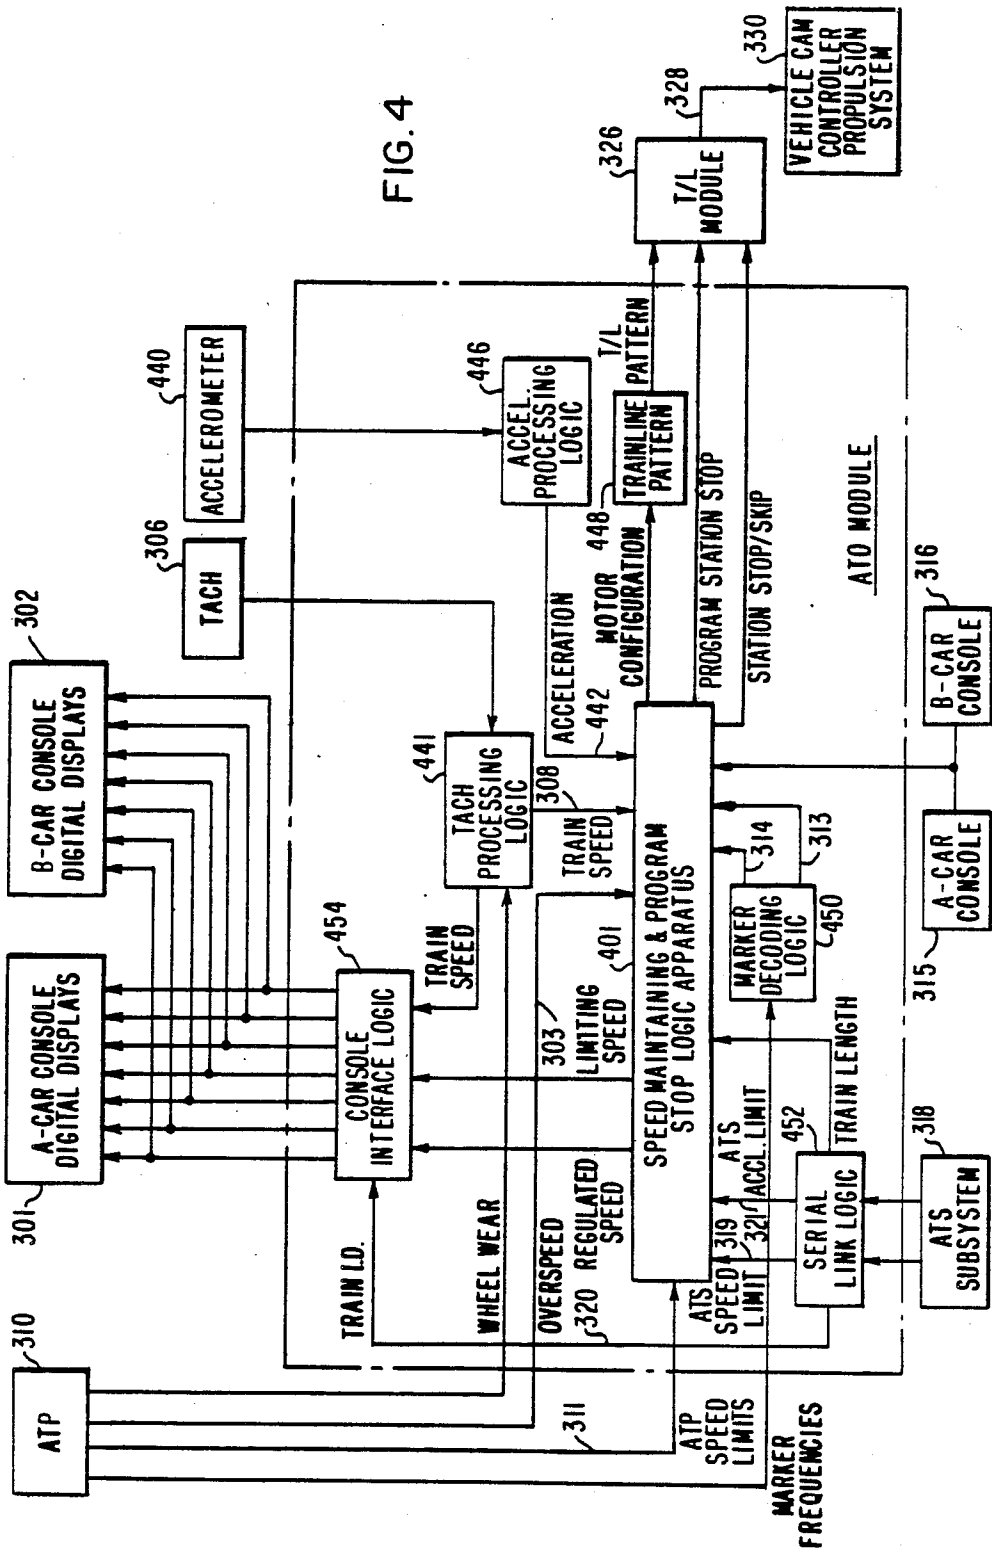 FIG. 4
310
ATP
301
A-CAR CONSOLE
DIGITAL DISPLAYS
302
B-CAR CONSOLE
DIGITAL DISPLAYS
306
TACH
440
ACCELEROMETER
TRAIN I.D.
WHEEL WEAR
OVERSPEED
311
454
CONSOLE
INTERFACE LOGIC
TRAIN
SPEED
441
TACH
PROCESSING
LOGIC
446
ACCEL.
PROCESSING
LOGIC
303
308
TRAIN
SPEED
ACCELERATION
442
320
REGULATED
SPEED
LIMITING
SPEED
401
SPEED MAINTAINING & PROGRAM
STOP LOGIC APPARATUS
MOTOR
CONFIGURATION
448
TRAINLINE
PATTERN
T/L
PATTERN
PROGRAM STATION STOP
STATION STOP/SKIP
326
T/L
MODULE
328
330
VEHICLE CAM
CONTROLLER
PROPULSION
SYSTEM
ATP
SPEED
LIMITS
MARKER
FREQUENCIES
ATS
SPEED
LIMIT
319
321
ATS
ACCL. LIMIT
452
SERIAL
LINK LOGIC
TRAIN LENGTH
MARKER
DECODING
LOGIC
450
314
313
ATO MODULE
318
ATS
SUBSYSTEM
315
A-CAR
CONSOLE
316
B-CAR
CONSOLE